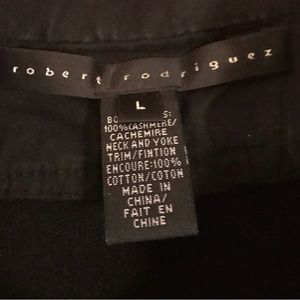 robert rodriguez
L
BO S:
100%CASHMERE/
CACHEMIRE
NECK AND YOKE
TRIM/FINTION
ENCOURE:100%
COTTON/COTON
MADE IN
CHINA/
FAIT EN
CHINE